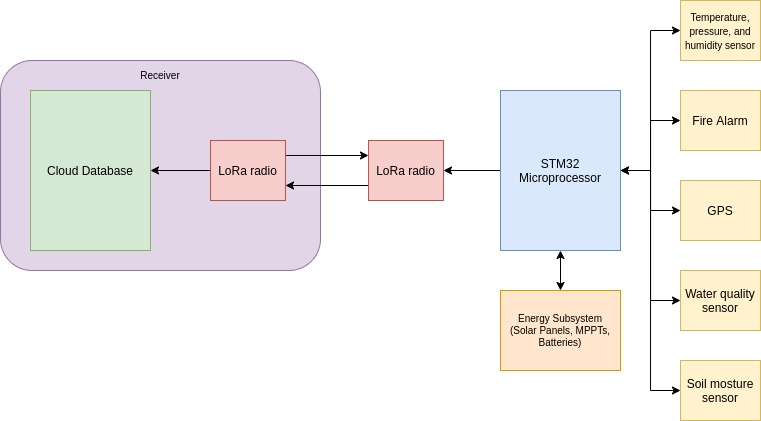 Temperature,
pressure, and
humidity sensor
Receiver
Fire Alarm
Cloud Database
LoRa radio
LoRa radio
STM32
Microprocessor
GPS
Water quality
sensor
Energy Subsystem
(Solar Panels, MPPTs,
Batteries)
Soil mosture
sensor